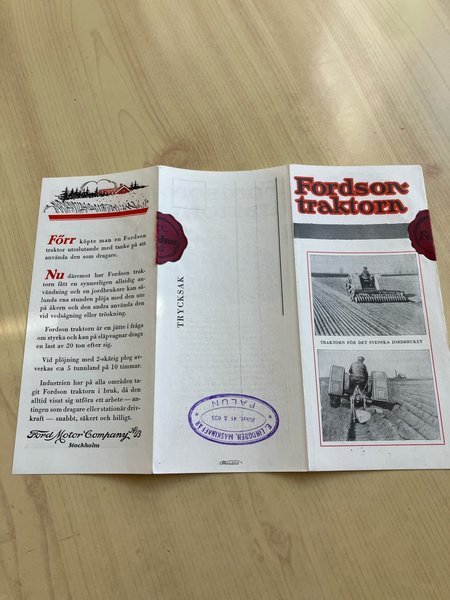 Förr köpte man en Fordson
traktor uteslutande med tanke på att
använda den som dragare.
Nu däremot har Fordson trak-
torn fått en synnerligen allsidig an-
vändning och en jordbrukare kan så-
lunda ena stunden plöja med den ute
på åkern och den andra använda den
vid vedsågning eller tröskning.
Fordson traktorn är en jätte i fråga
om styrka och kan på släpvagnar draga
en last av 20 ton efter sig.
Vid plöjning med 2-skärig plog av-
verkas c:a 5 tunnland på 10 timmar.
Industrien har på alla områden ta-
git Fordson traktorn i bruk, då den
alltid visat sig utföra ett arbete — an-
tingen som dragare eller stationär driv-
kraft — snabbt, säkert och billigt.
Ford Motor Company A/B
Stockholm
TRYCKSAK
E. LINDGREN, MASKINAFFÄR
Rikst. 41 & 635
FALUN
Fordson-
traktorn
TRAKTORN FÖR DET SVENSKA JORDBRUKET